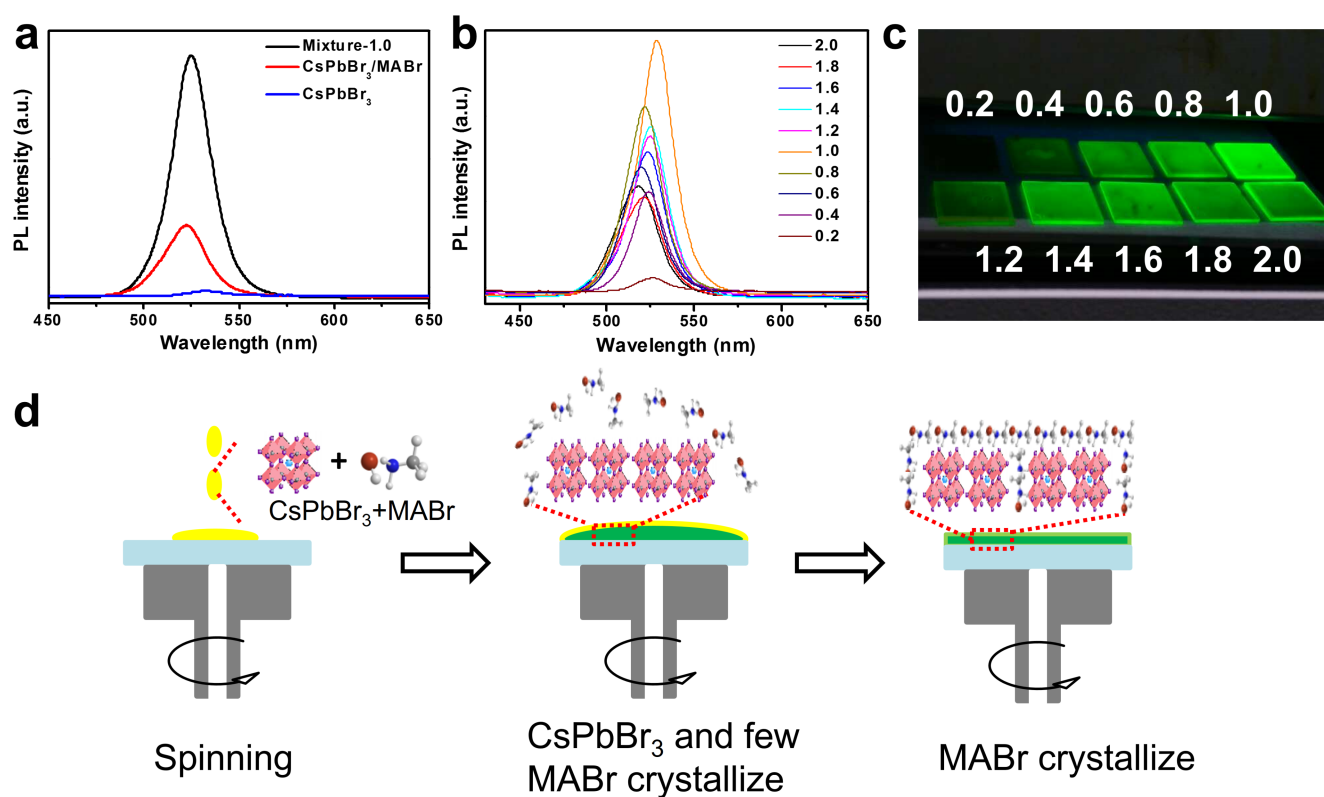 a
Mixture-1.0
CsPbBr₃/MABr
CsPbBr₃
PL intensity (a.u.)
450 500 550 600 650
Wavelength (nm)
b
2.0
1.8
1.6
1.4
1.2
1.0
0.8
0.6
0.4
0.2
PL intensity (a.u.)
450 500 550 600 650
Wavelength (nm)
c
0.2 0.4 0.6 0.8 1.0
1.2 1.4 1.6 1.8 2.0
d
+
CsPbBr₃+MABr
Spinning
CsPbBr₃ and few
MABr crystallize
MABr crystallize